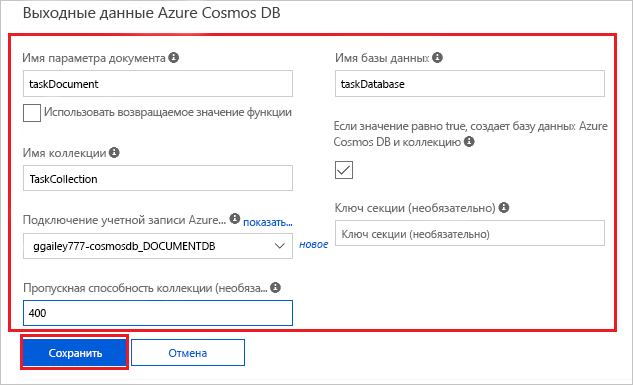 Выходные данные Azure Cosmos DB
Имя параметра документа
taskDocument
Использовать возвращаемое значение функции
Имя коллекции
TaskCollection
Подключение учетной записи Azure... показать...
ggailey777-cosmosdb_DOCUMENTDB
новое
Пропускная способность коллекции (необяза...
400
Имя базы данных
taskDatabase
Если значение равно true, создает базу данных Azure
Cosmos DB и коллекцию
Ключ секции (необязательно)
Ключ секции (необязательно)
Сохранить
Отмена